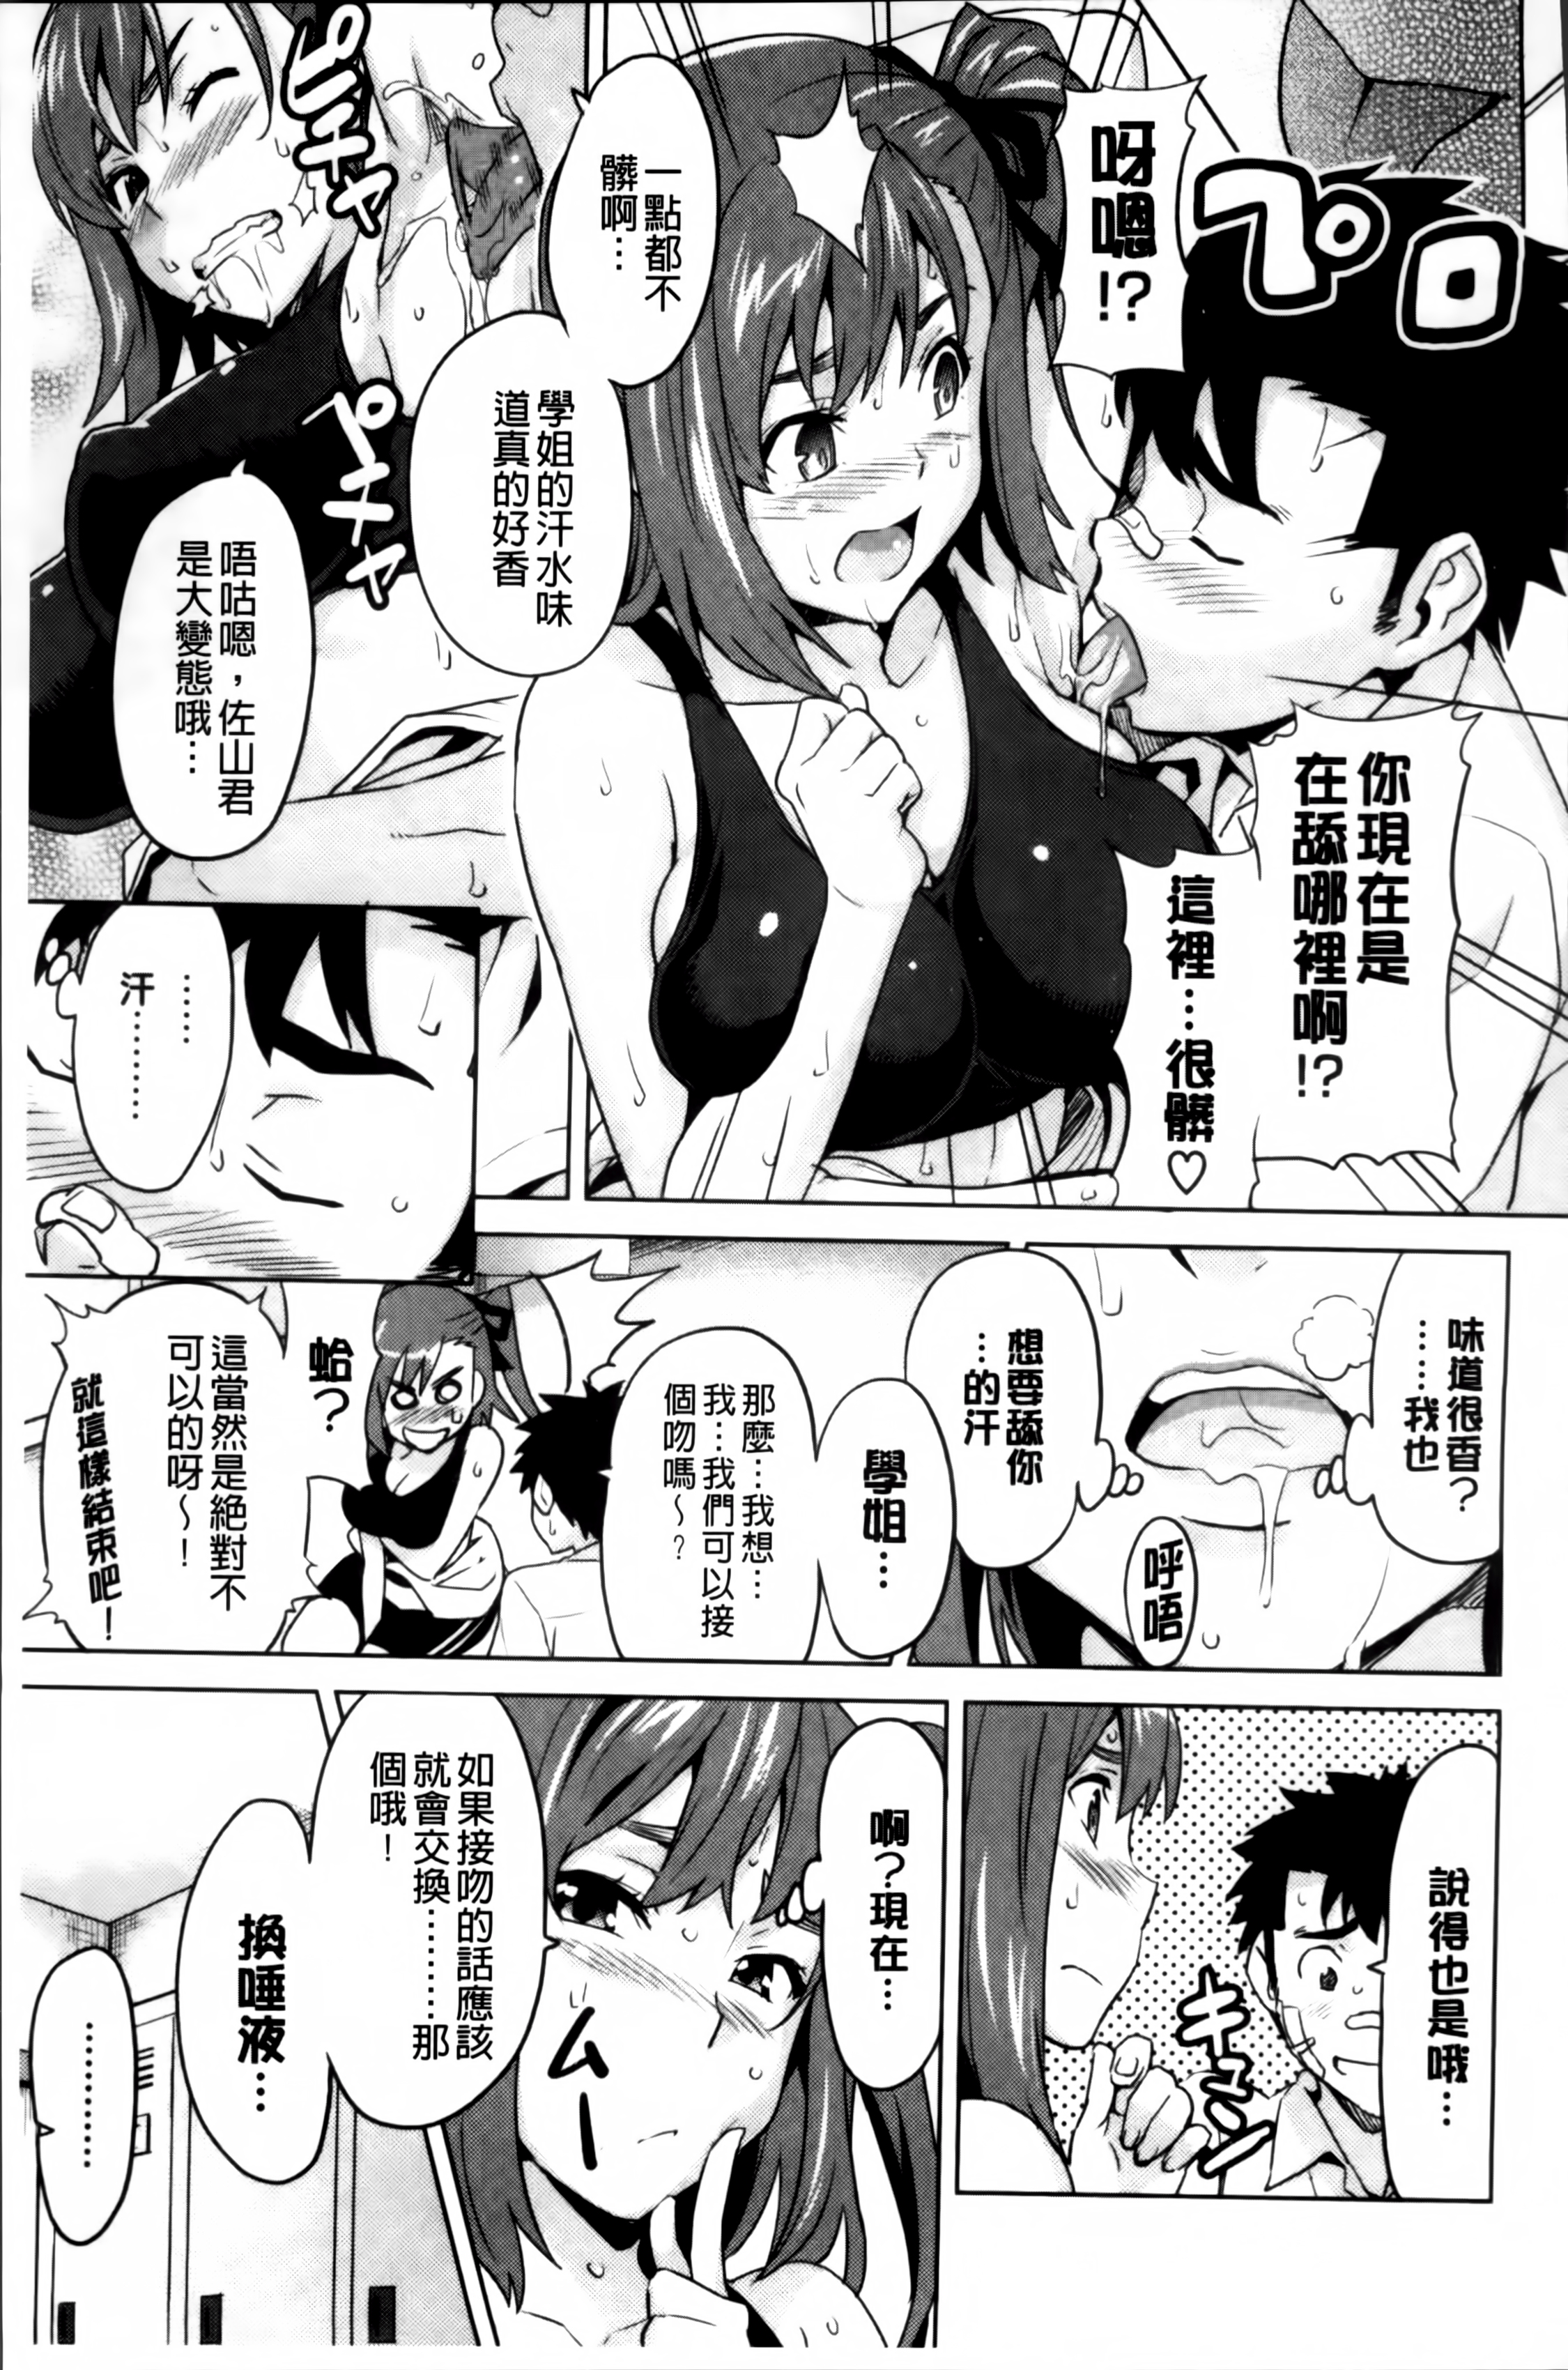 呀嗯!?
ペロ
你現在是
在舔哪裡啊!?
這裡…很髒♡
一點都不
髒啊…
學姐的汗水味
道真的好香
ピチャ
ピチャ
唔咕嗯，佐山君
是大變態哦…
……
汗………
味道很香？
……我也
想要舔你
…的汗
呼唔
學姐…
那麼…我想…
我…我們可以接
個吻嗎～？
蛤？
這當然是絕對不
可以的呀～！
就這樣結束吧！
說得也是哦…
キュン
啊？現在…
ムー
如果接吻的話應該
就會交換………那
個哦！
換唾液…
………